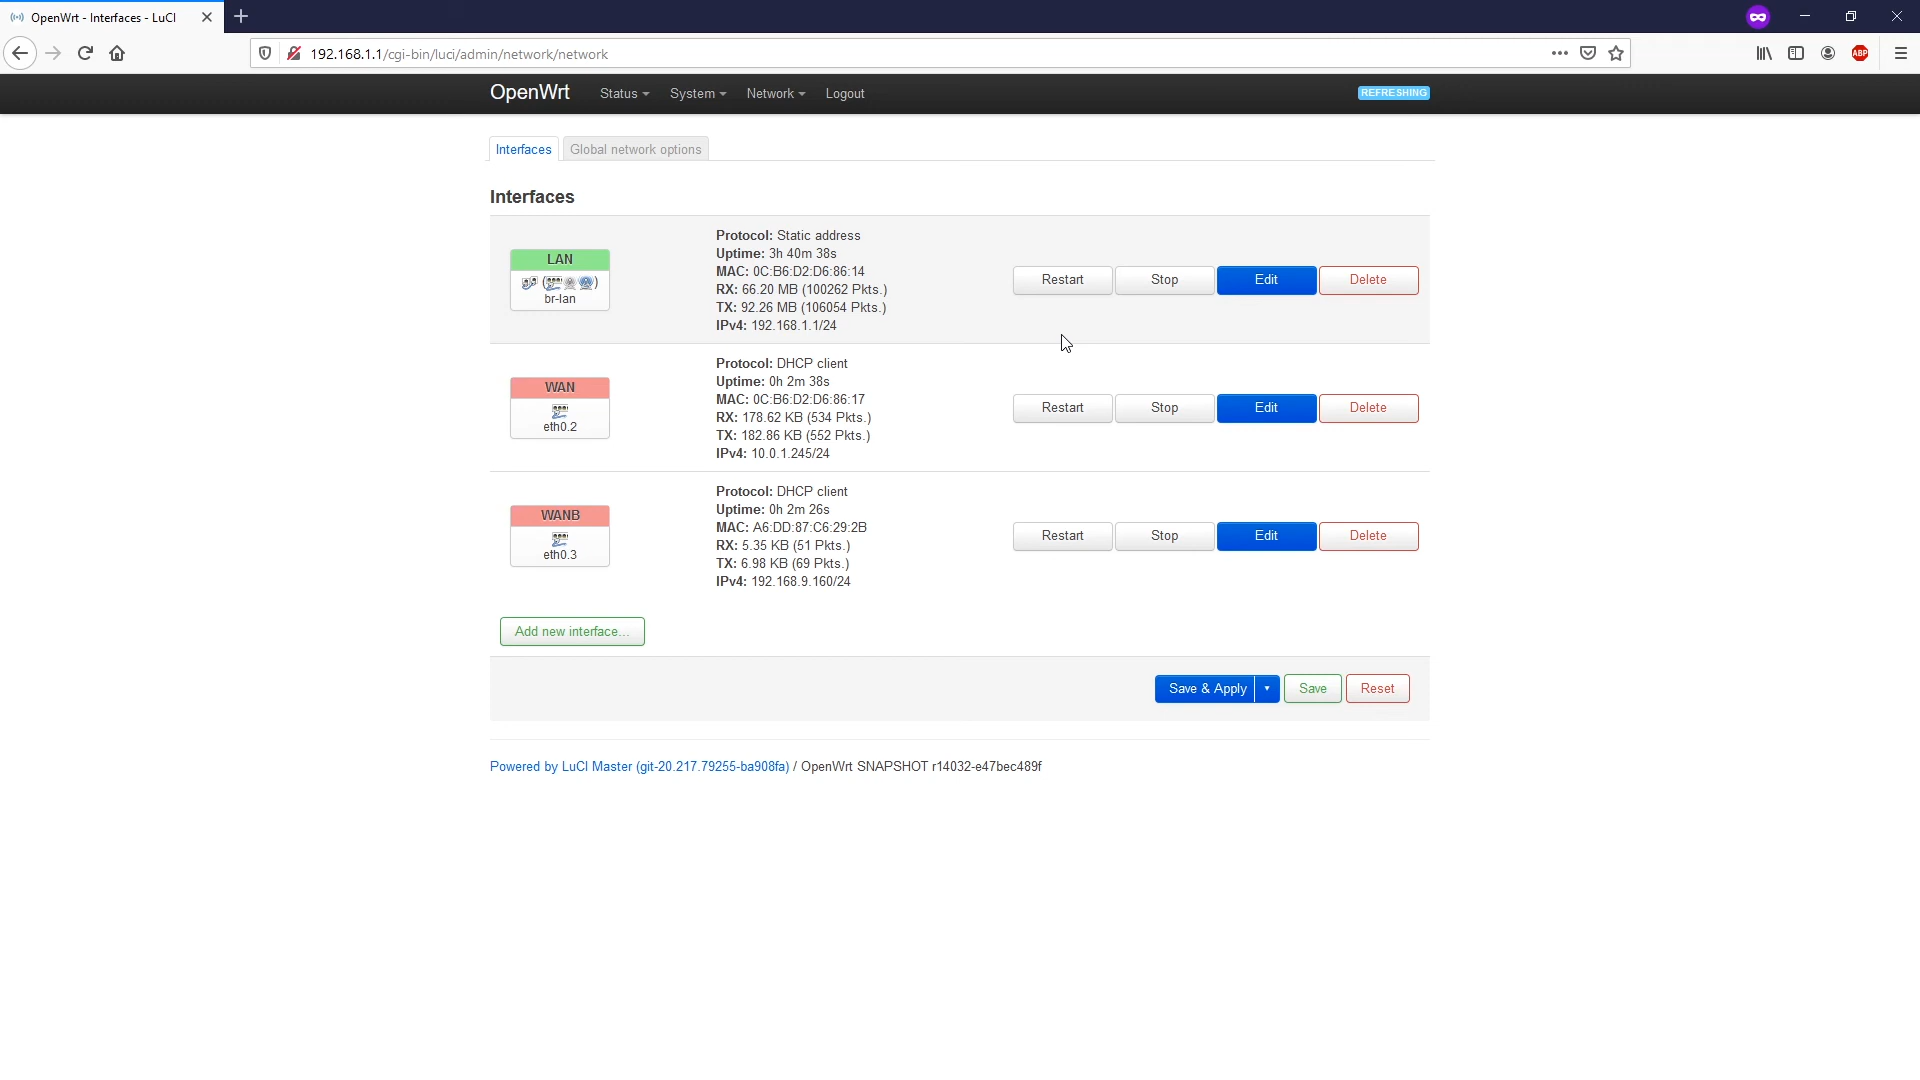 OpenWrt - Interfaces - LuCI
192.168.1.1/cgi-bin/luci/admin/network/network
ABP
OpenWrt Status System Network Logout REFRESHING
Interfaces Global network options
Interfaces
LAN
br-lan
Protocol: Static address
Uptime: 3h 40m 38s
MAC: 0C:B6:D2:D6:86:14
RX: 66.20 MB (100262 Pkts.)
TX: 92.26 MB (106054 Pkts.)
IPv4: 192.168.1.1/24
Restart Stop Edit Delete
WAN
eth0.2
Protocol: DHCP client
Uptime: 0h 2m 38s
MAC: 0C:B6:D2:D6:86:17
RX: 178.62 KB (534 Pkts.)
TX: 182.86 KB (552 Pkts.)
IPv4: 10.0.1.245/24
Restart Stop Edit Delete
WANB
eth0.3
Protocol: DHCP client
Uptime: 0h 2m 26s
MAC: A6:DD:87:C6:29:2B
RX: 5.35 KB (51 Pkts.)
TX: 6.98 KB (69 Pkts.)
IPv4: 192.168.9.160/24
Restart Stop Edit Delete
Add new interface...
Save & Apply Save Reset
Powered by LuCI Master (git-20.217.79255-ba908fa) / OpenWrt SNAPSHOT r14032-e47bec489f